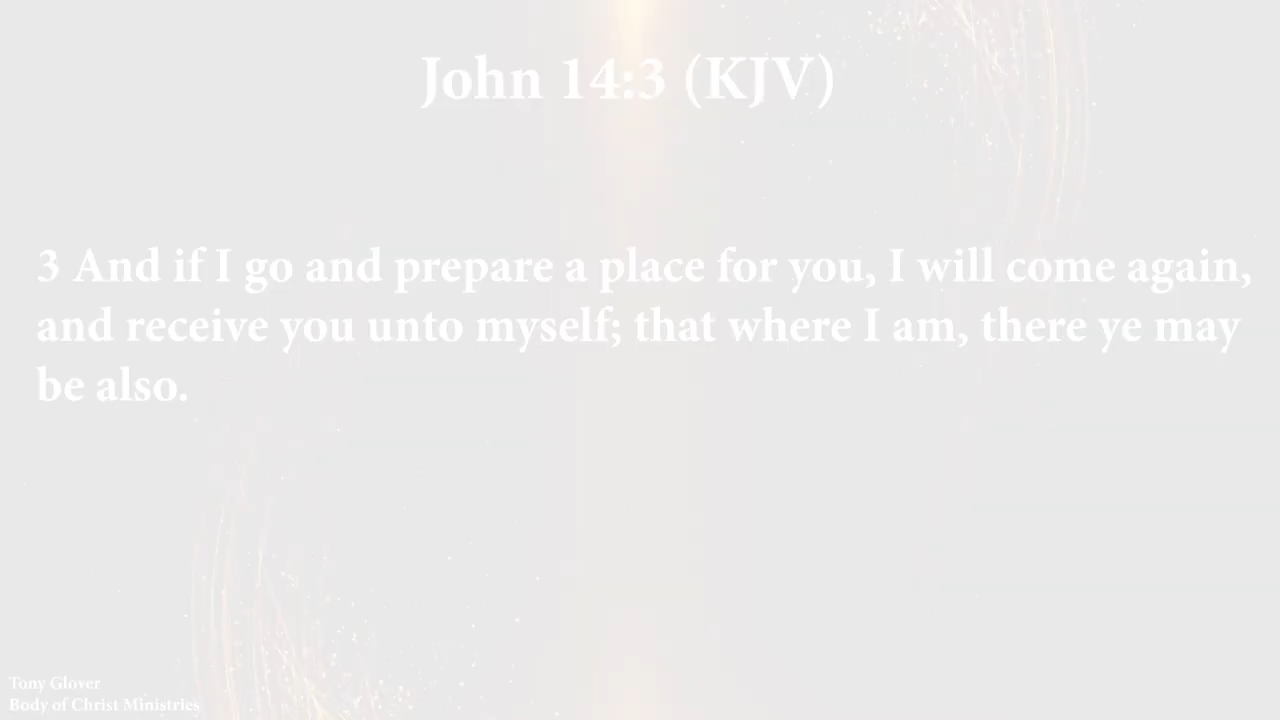 John 14:3 (KJV)
3 And if I go and prepare a place for you, I will come again,
and receive you unto myself; that where I am, there ye may
be also.
Tony Glover
Body of Christ Ministries